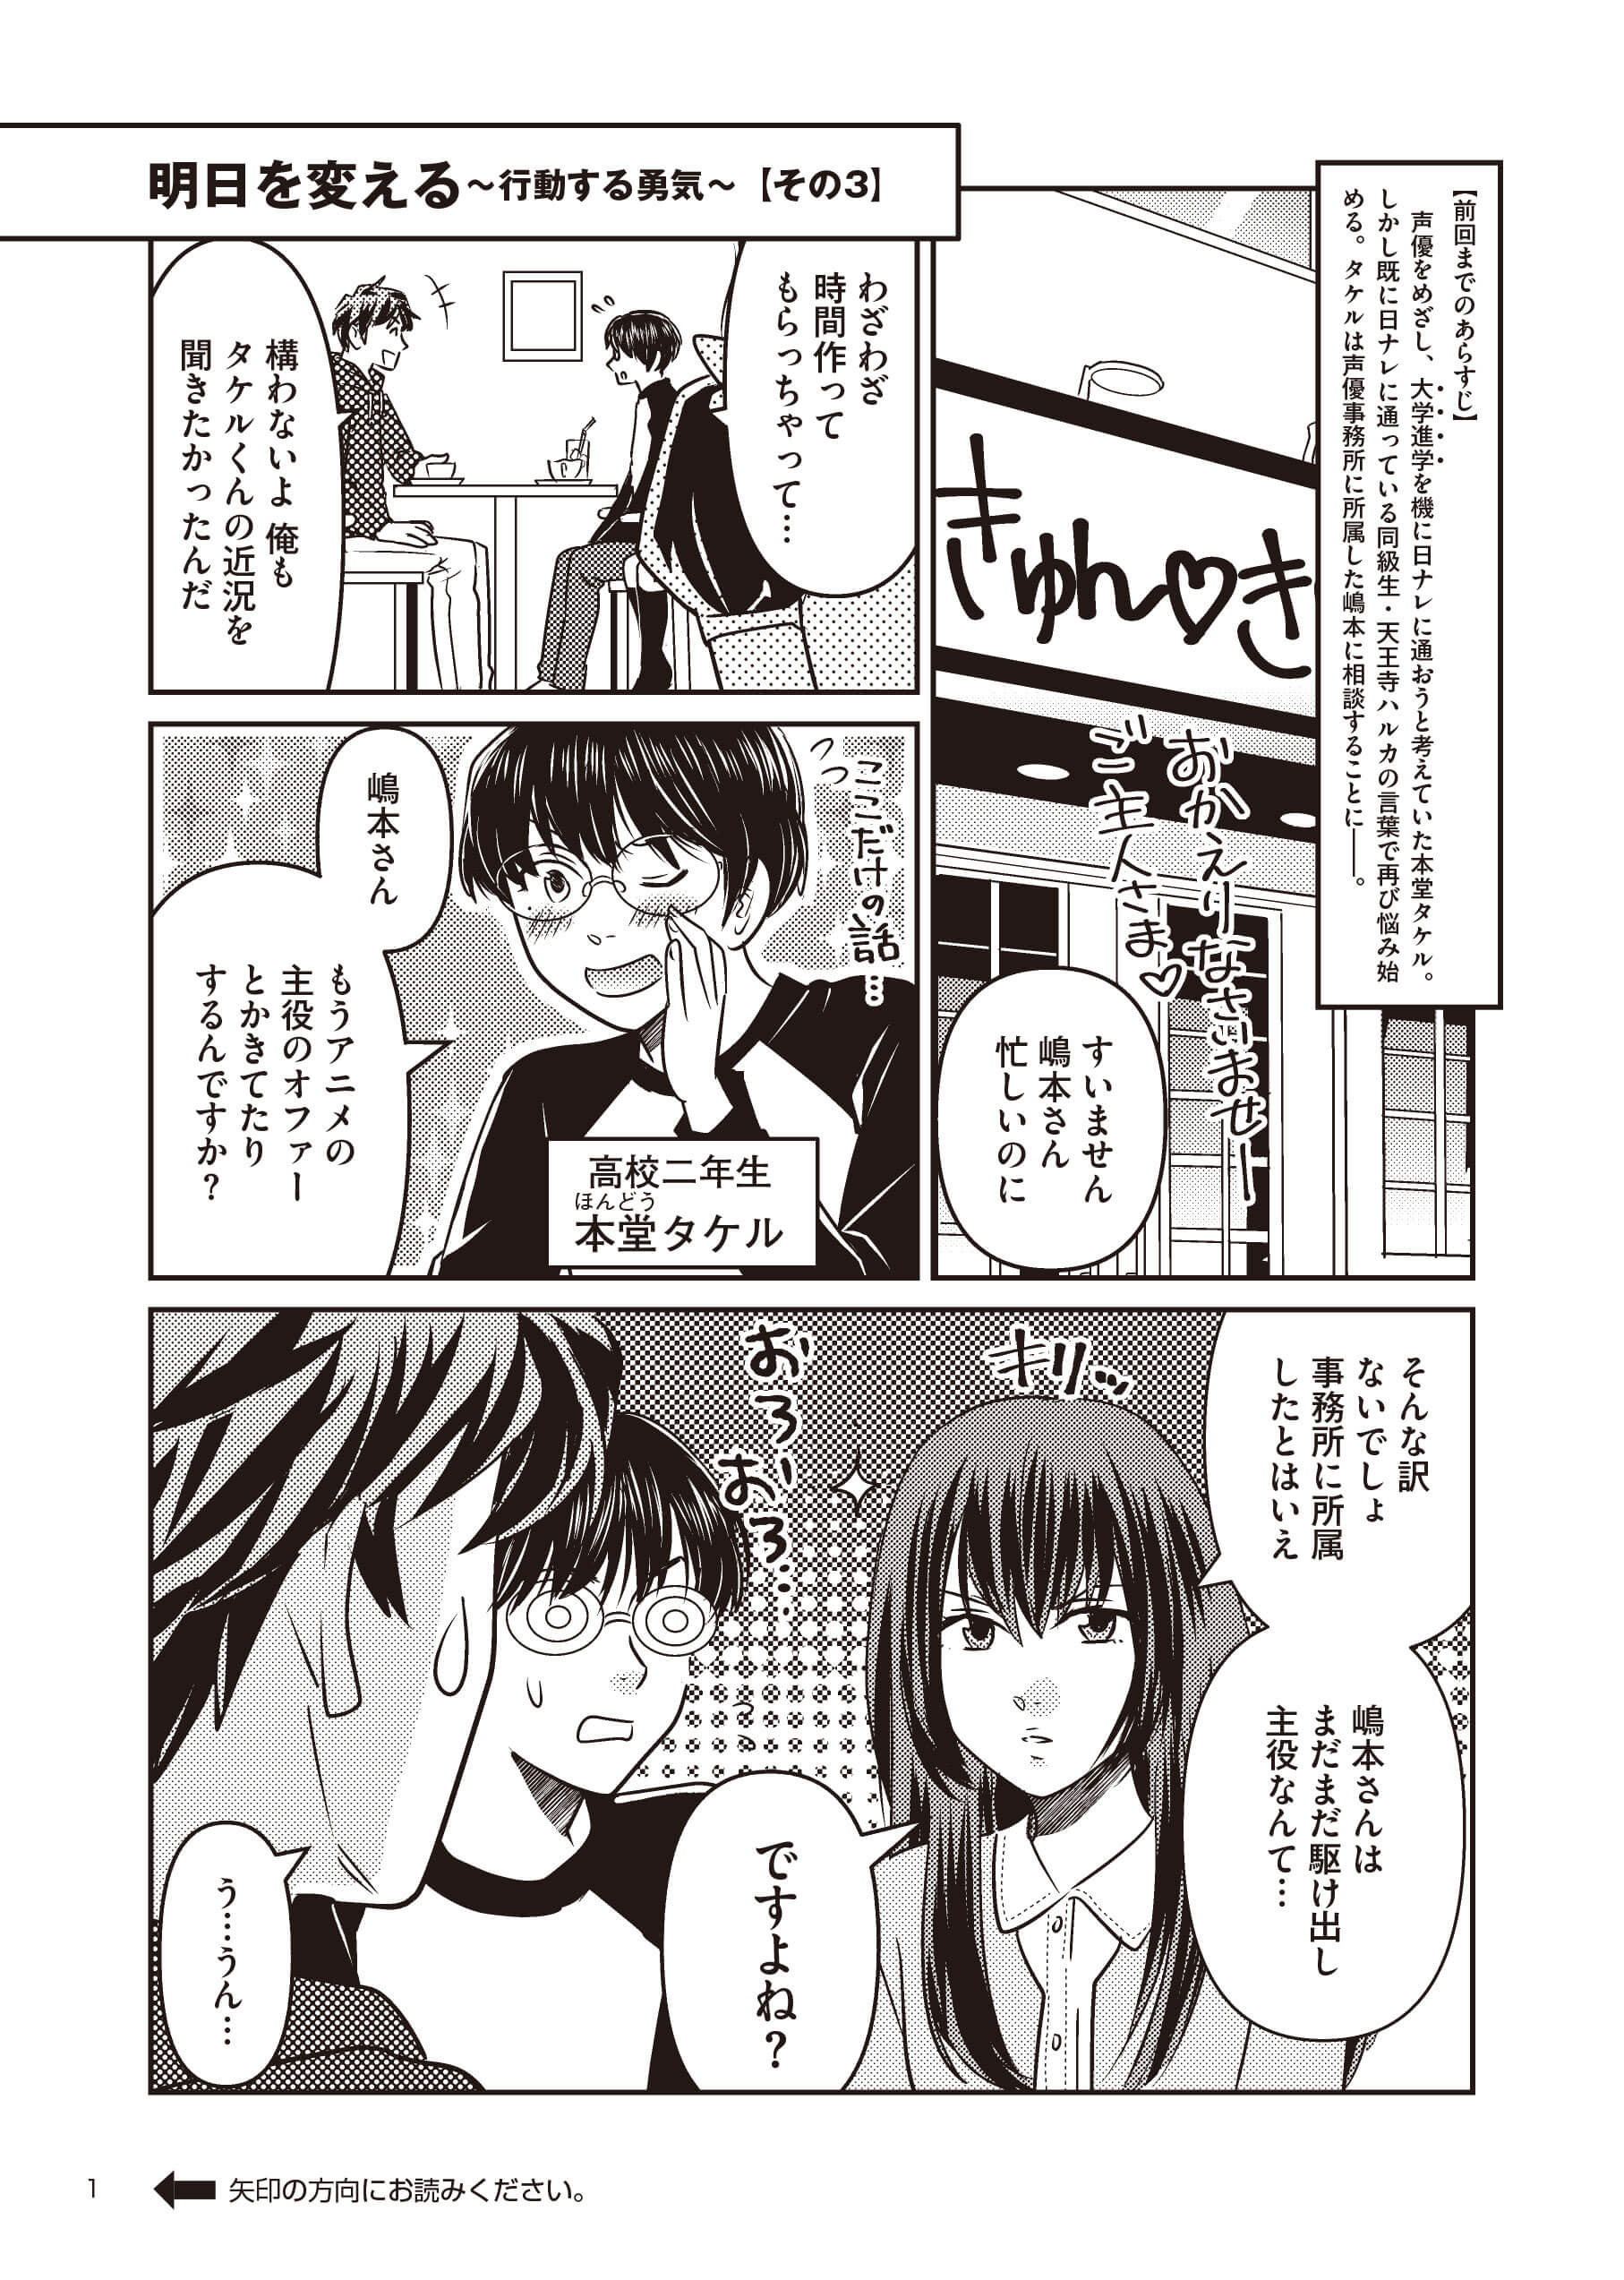 明日を変える~行動する勇気~【その3】
【前回までのあらすじ】
声優をめざし、大学進学を機に日ナレに通おうと考えていた本堂タケル。
しかし既に日ナレに通っている同級生・天王寺ハルカの言葉で再び悩み始
める。タケルは声優事務所に所属した嶋本に相談することに――。
きゅん♡き
おかえりなさいませー
ご主人さま♡
すいません
嶋本さん
忙しいのに
わざわざ
時間作って
もらっちゃって…
構わないよ 俺も
タケルくんの近況を
聞きたかったんだ
ここだけの話…
嶋本さん
もうアニメの
主役のオファー
とかきてたり
するんですか?
高校二年生
ほんどう
本堂タケル
そんな訳
ないでしょ
事務所に所属
したとはいえ
嶋本さんは
まだまだ駆け出し
主役なんて…
キリッ
ですよね?
おろ
おろ…
う…うん…
1
矢印の方向にお読みください。